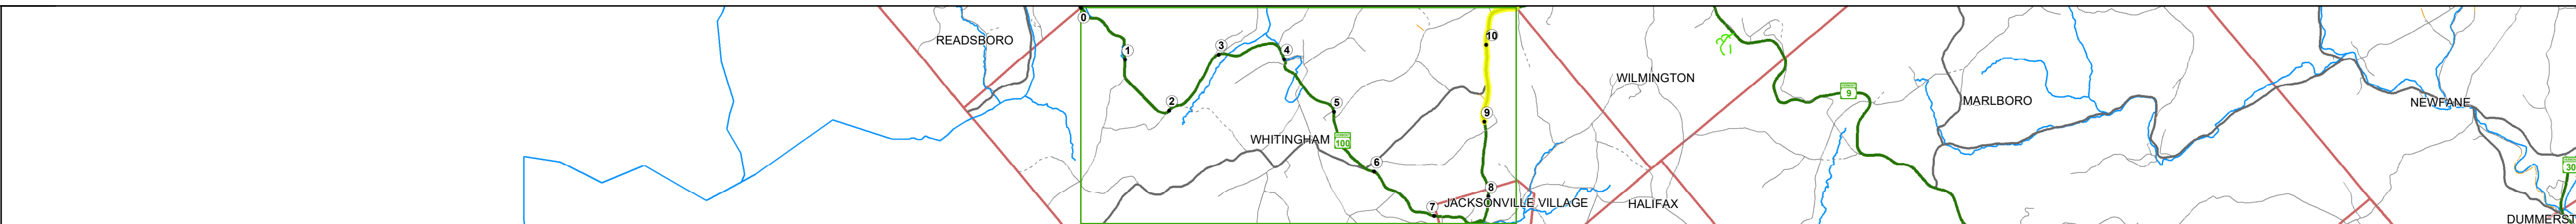 0
READSBORO
1
2
3
4
5
WHITINGHAM
100
6
7
JACKSONVILLE VILLAGE
8
9
10
WILMINGTON
HALIFAX
9
MARLBORO
NEWFANE
30